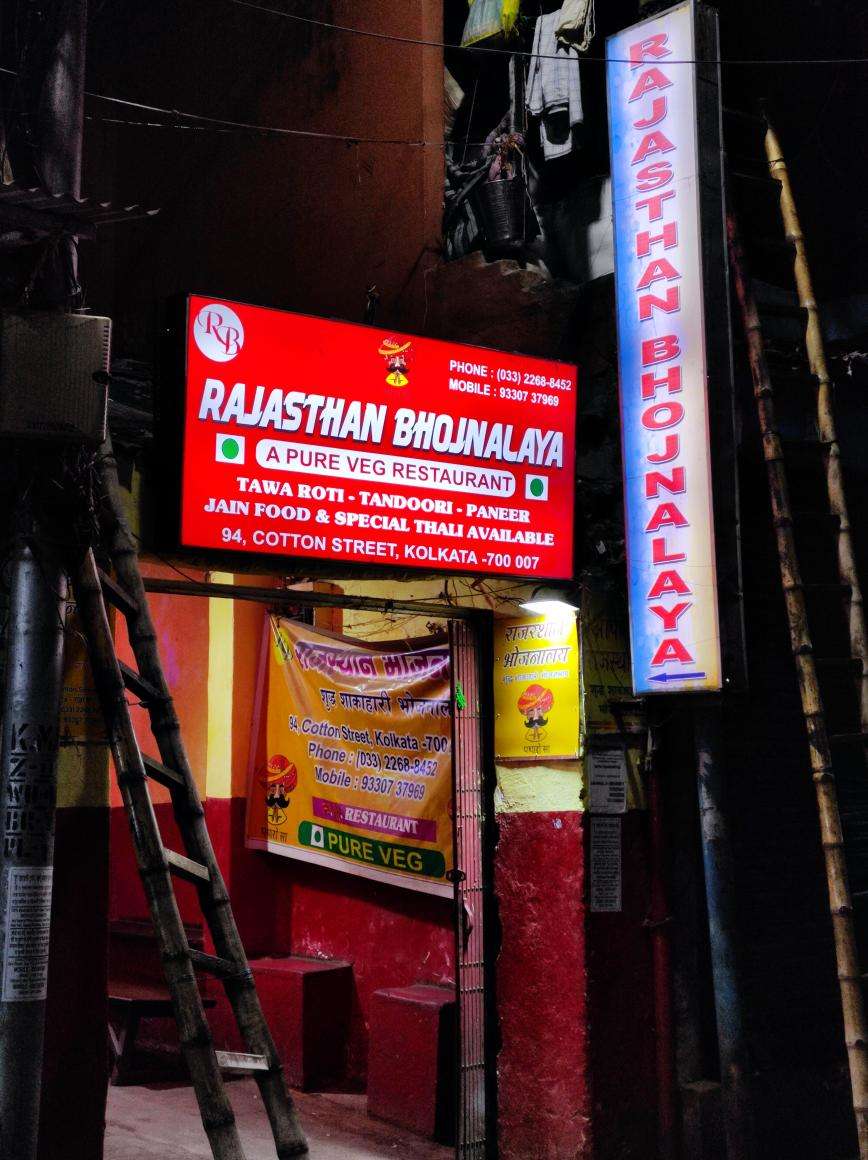 RB
PHONE : (033) 2268-8452
MOBILE : 93307 37969
RAJASTHAN BHOJNALAYA
A PURE VEG RESTAURANT
TAWA ROTI - TANDOORI - PANEER
JAIN FOOD & SPECIAL THALI AVAILABLE
94, COTTON STREET, KOLKATA -700 007
RAJASTHAN BHOJNALAYA
राजस्थान
शुद्ध शाकाहारी
94, Cotton Street, Kolkata -700
Phone : (033) 2268-8452
Mobile : 93307 37969
RESTAURANT
PURE VEG
पधारो सा
राजस्थान
भोजनालय
पधारो सा